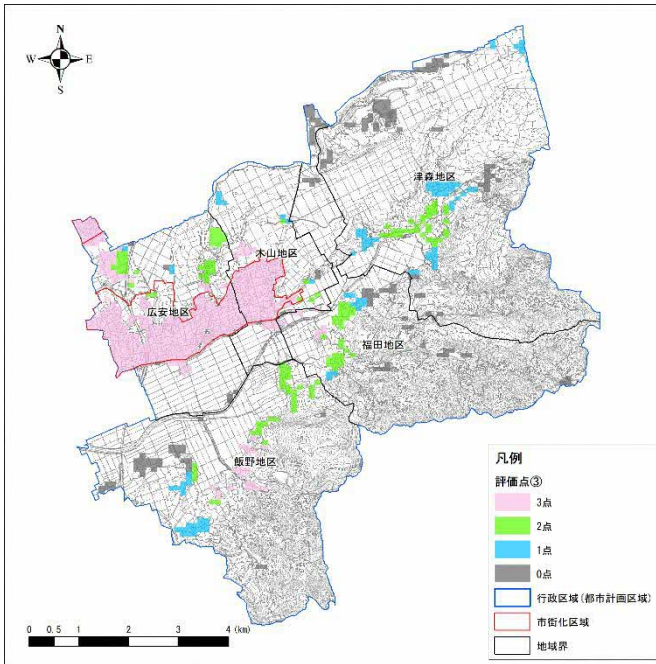 N
W E
S
津森地区
木山地区
広安地区
福田地区
飯野地区
凡例
評価点③
3点
2点
1点
0点
行政区域(都市計画区域)
市街化区域
地域界
0 0.5 1 2 3 4 (km)